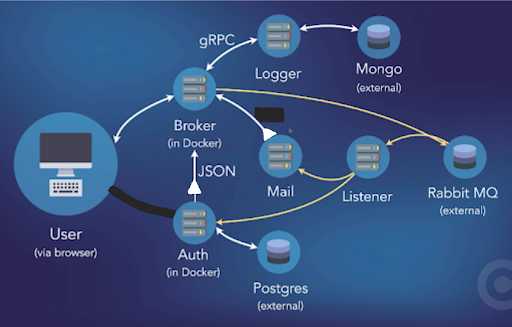 gRPC
Logger
Mongo
(external)
Broker
(in Docker)
JSON
Mail
Listener
Rabbit MQ
(external)
User
(via browser)
Auth
(in Docker)
Postgres
(external)